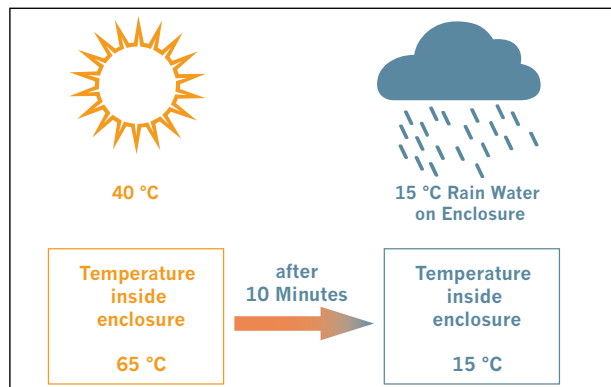 40 °C
15 °C Rain Water
on Enclosure
Temperature
inside
enclosure
65 °C
after
10 Minutes
Temperature
inside
enclosure
15 °C